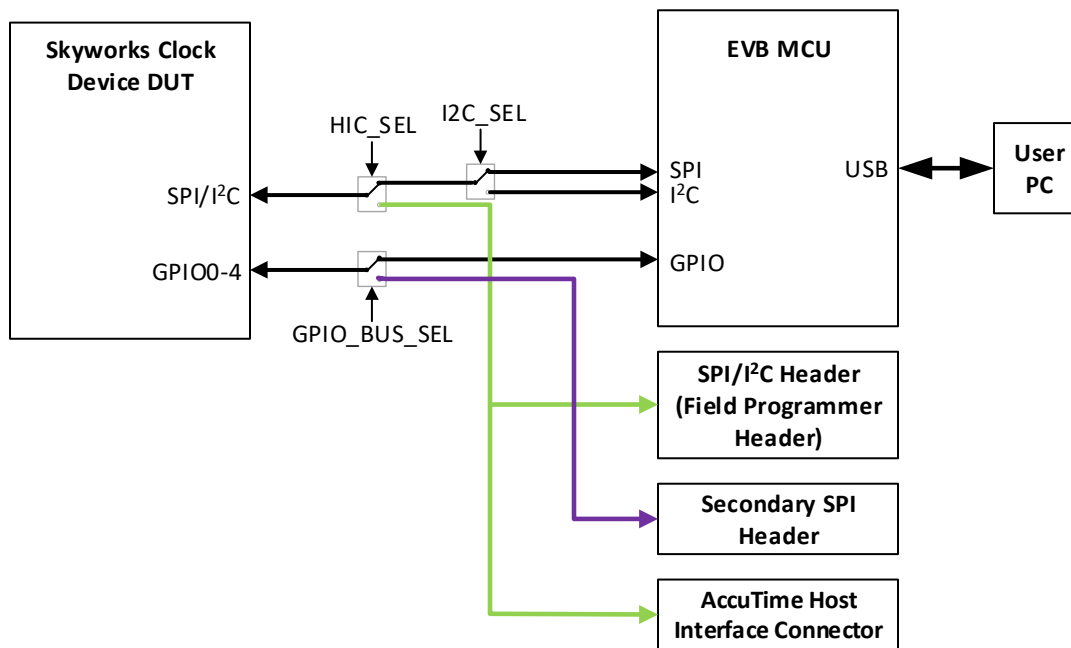 Skyworks Clock
Device DUT
EVB MCU
HIC_SEL
I2C_SEL
SPI/I²C
SPI
I²C
USB
User
PC
GPIO0-4
GPIO
GPIO_BUS_SEL
SPI/I²C Header
(Field Programmer
Header)
Secondary SPI
Header
AccuTime Host
Interface Connector